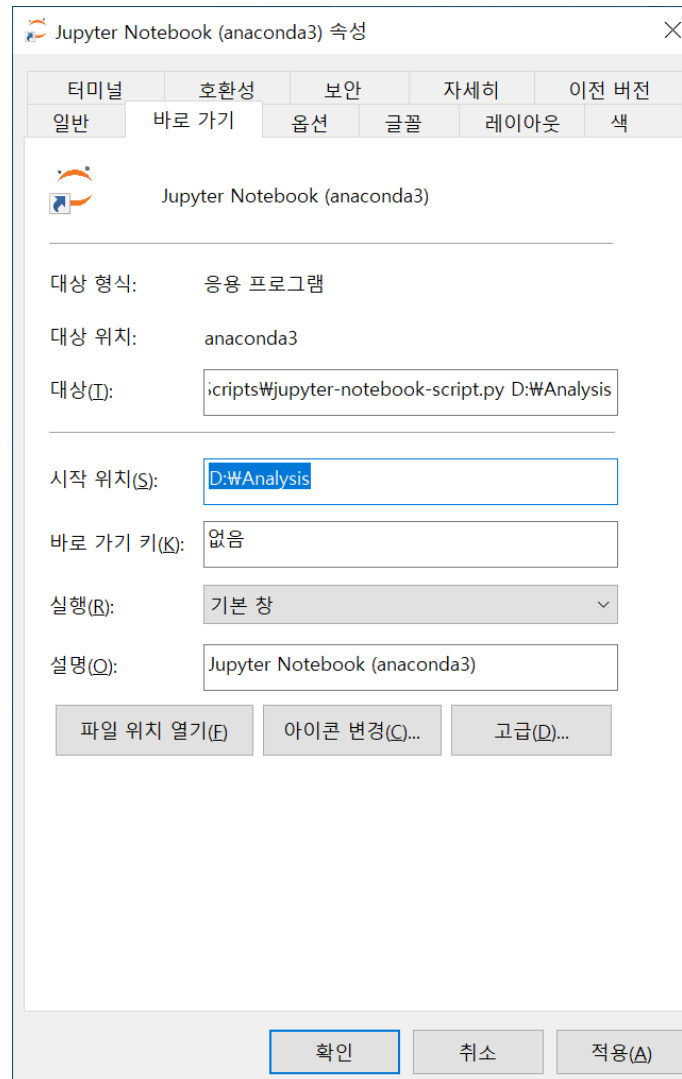 Jupyter Notebook (anaconda3) 속성
터미널 호환성 보안 자세히 이전 버전
일반 바로 가기 옵션 글꼴 레이아웃 색
Jupyter Notebook (anaconda3)
대상 형식: 응용 프로그램
대상 위치: anaconda3
대상(T): cripts₩jupyter-notebook-script.py D:₩Analysis
시작 위치(S): D:₩Analysis
바로 가기 키(K): 없음
실행(R): 기본 창
설명(O): Jupyter Notebook (anaconda3)
파일 위치 열기(F) 아이콘 변경(C)... 고급(D)...
확인 취소 적용(A)